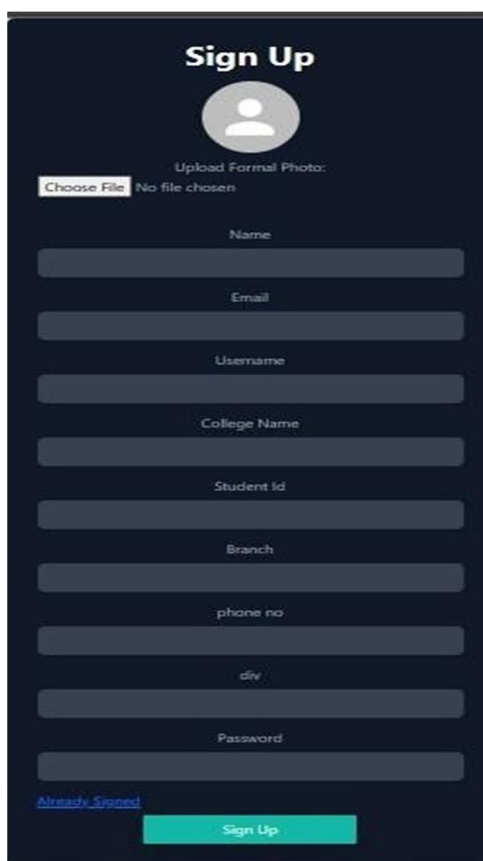 Sign Up
Upload Formal Photo:
Choose File No file chosen
Name
Email
Username
College Name
Student Id
Branch
phone no
div
Password
Already Signed
Sign Up